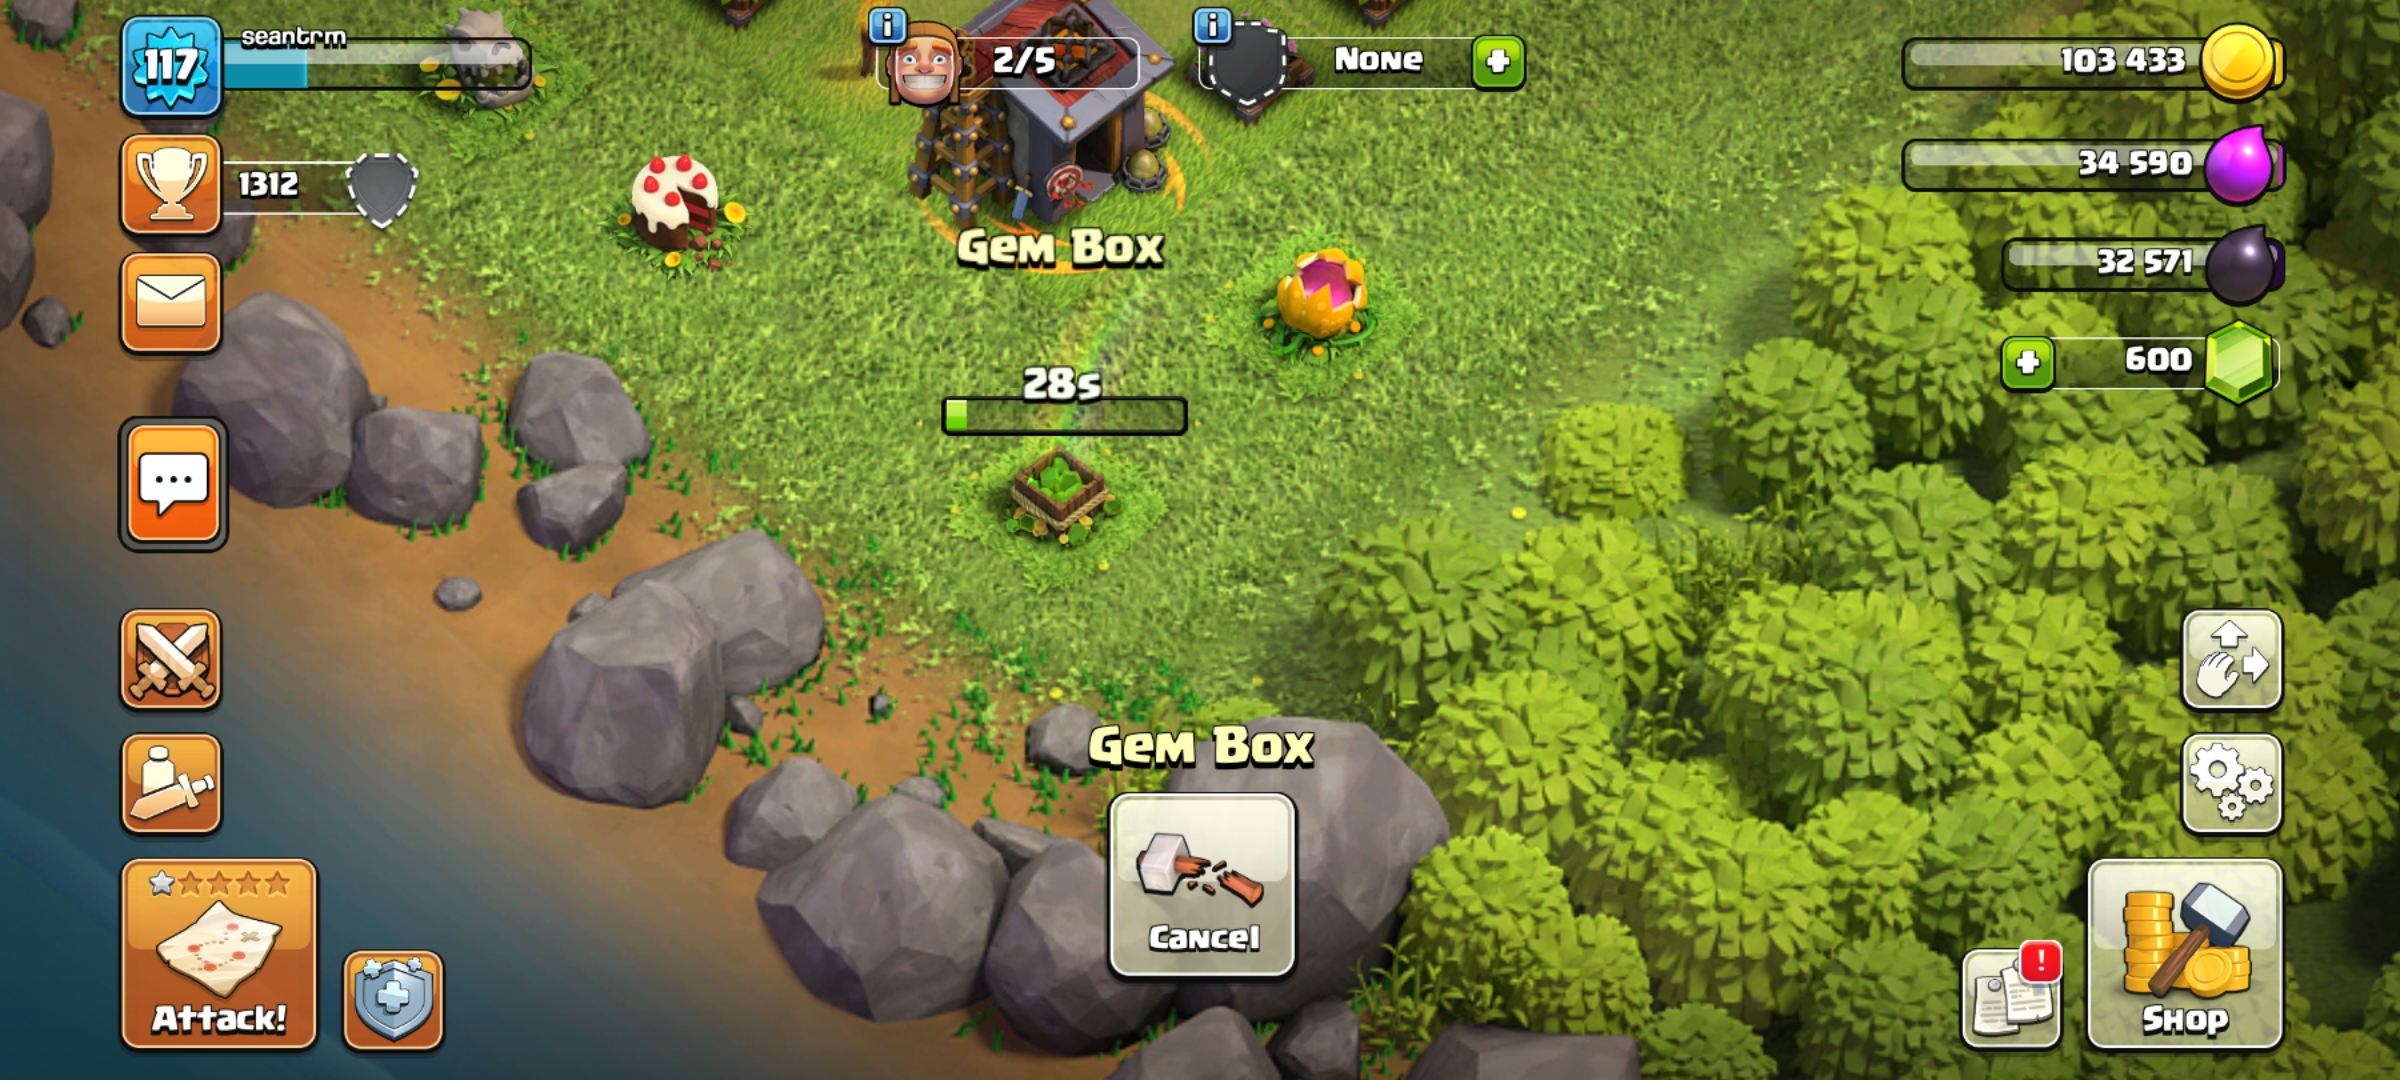 117
seantrm
2/5
None
103 433
1312
34 590
Gem Box
32 571
600
28s
Gem Box
Cancel
Attack!
!
Shop